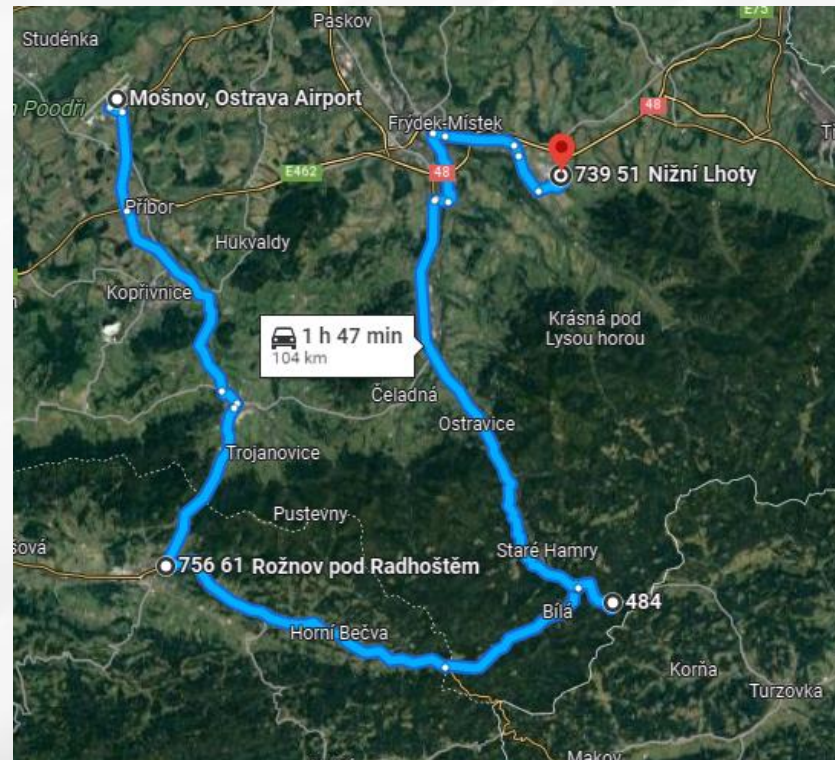 Paskov
E75
Studénka
Mošnov, Ostrava Airport
Poodří
Frýdek-Místek
48
E462
48
739 51 Nižní Lhoty
Příbor
Hukvaldy
Kopřivnice
1 h 47 min
104 km
Krásná pod
Lysou horou
Čeladná
Ostravice
Trojanovice
Pustevny
Staré Hamry
756 61 Rožnov pod Radhoštěm
484
Bílá
Horní Bečva
Korňa
Turzovka
Makov